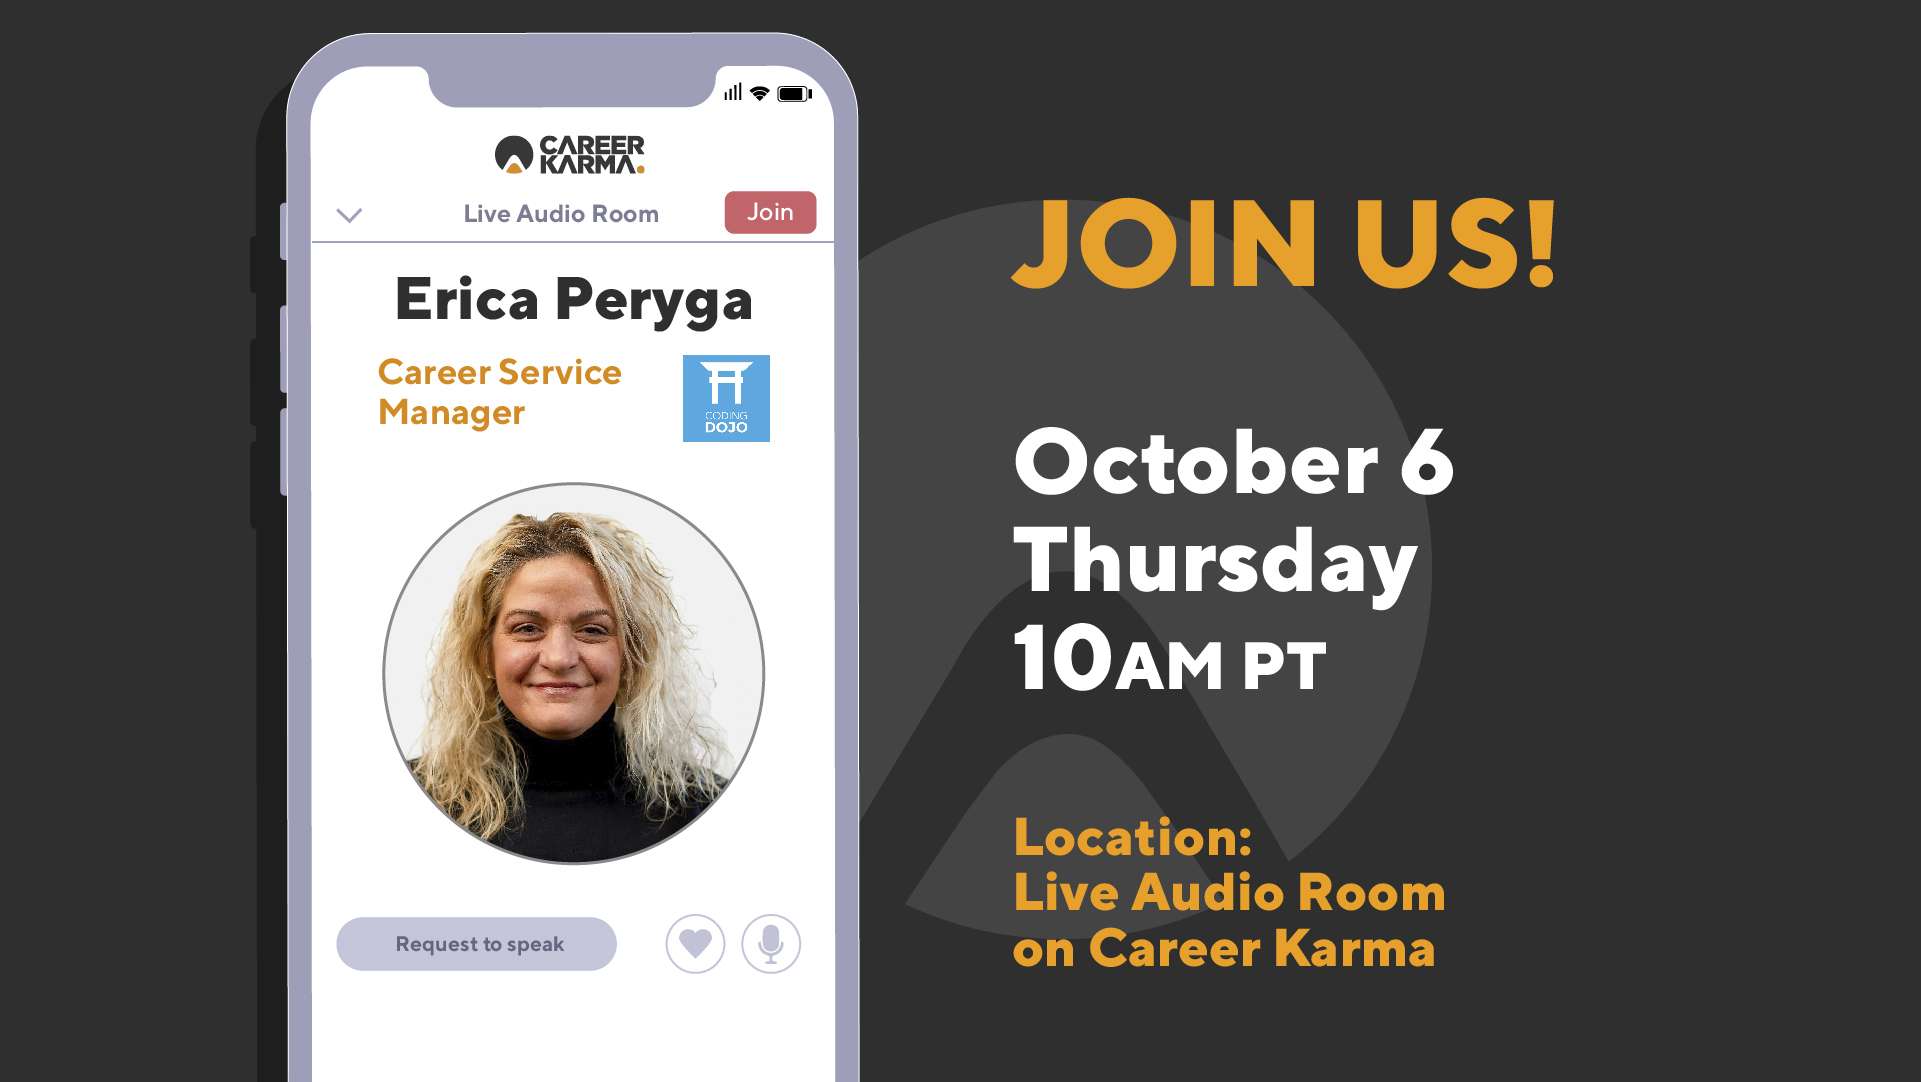 CAREER
KARMA.
Live Audio Room
Join
Erica Peryga
Career Service
Manager
CODING
DOJO
Request to speak
JOIN US!
October 6
Thursday
10AM PT
Location:
Live Audio Room
on Career Karma